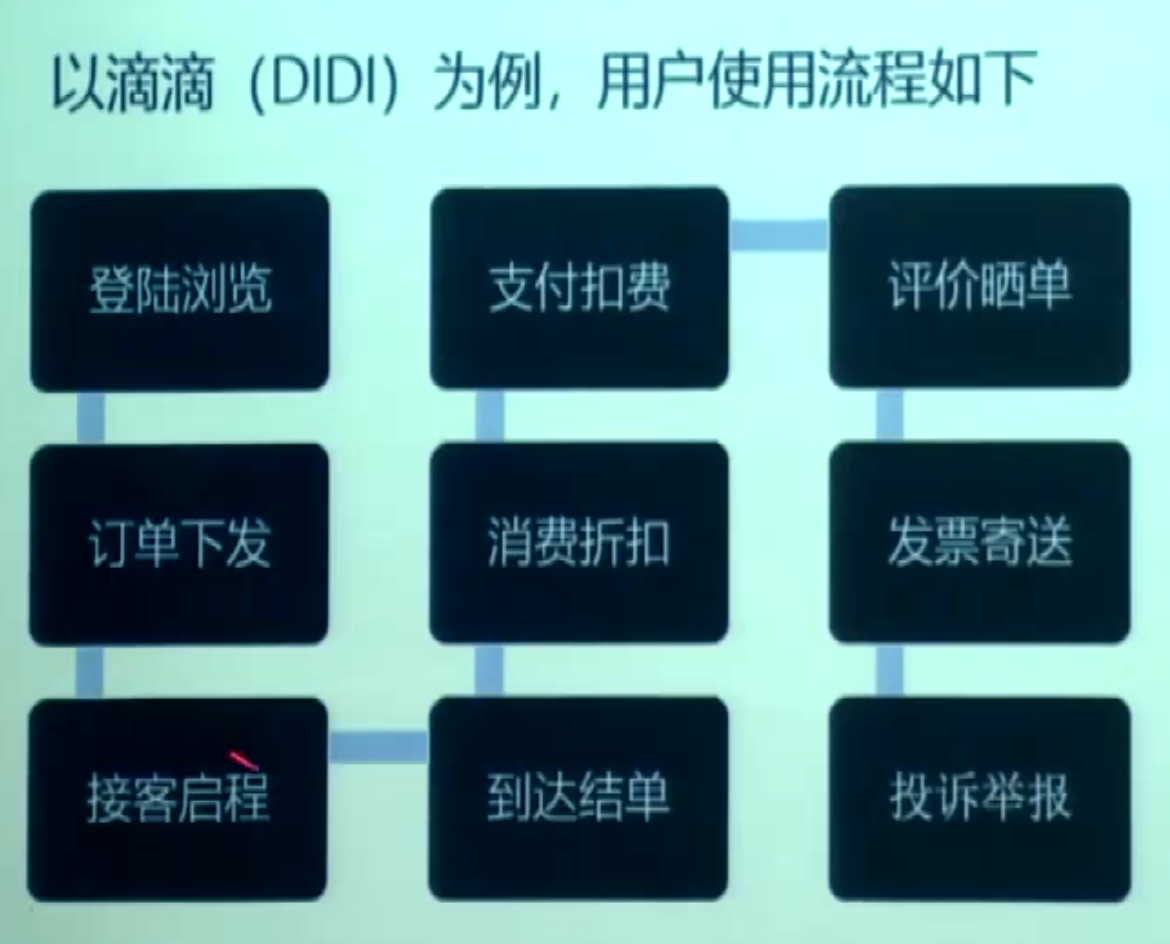 以滴滴（DIDI）为例，用户使用流程如下
登陆浏览
订单下发
接客启程
到达结单
消费折扣
支付扣费
评价晒单
发票寄送
投诉举报